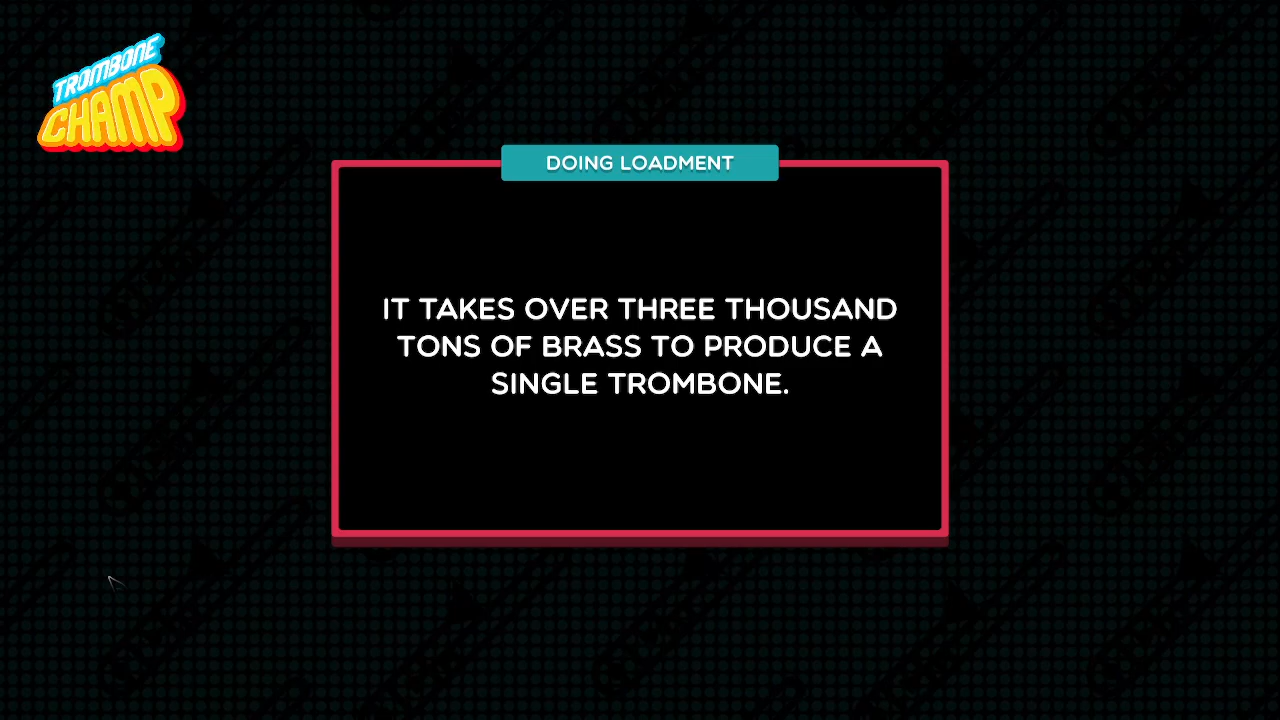 TROMBONE
CHAMP
DOING LOADMENT
IT TAKES OVER THREE THOUSAND
TONS OF BRASS TO PRODUCE A
SINGLE TROMBONE.